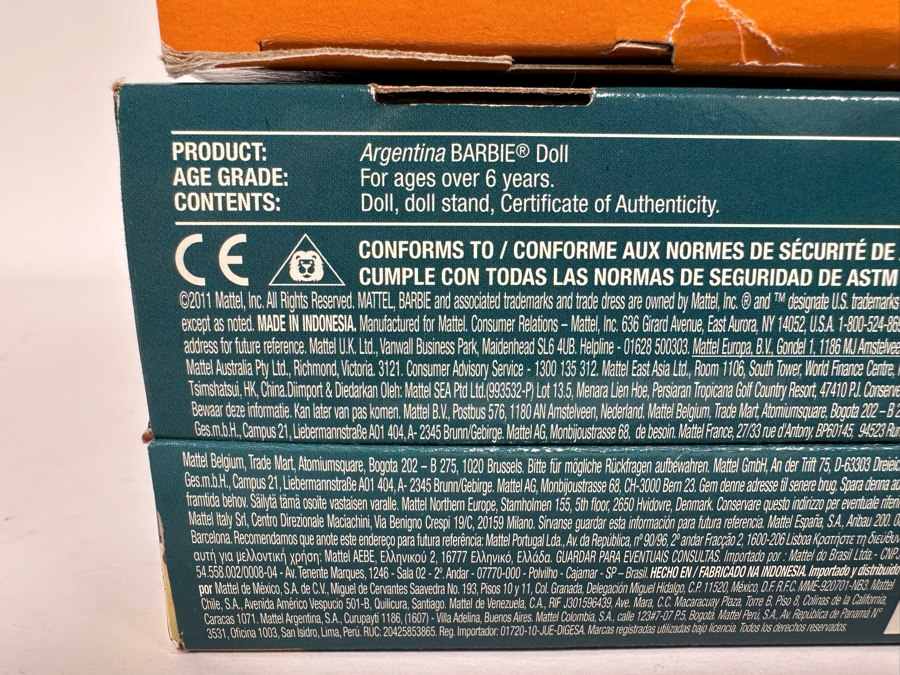 PRODUCT: Argentina BARBIE® Doll
AGE GRADE: For ages over 6 years.
CONTENTS: Doll, doll stand, Certificate of Authenticity.
CE CONFORMS TO / CONFORME AUX NORMES DE SÉCURITÉ DE
CUMPLE CON TODAS LAS NORMAS DE SEGURIDAD DE ASTM
©2011 Mattel, Inc. All Rights Reserved. MATTEL, BARBIE and associated trademarks and trade dress are owned by Mattel, Inc. ® and ™ designate U.S. trademarks
except as noted. MADE IN INDONESIA. Manufactured for Mattel. Consumer Relations – Mattel, Inc. 636 Girard Avenue, East Aurora, NY 14052, U.S.A. 1-800-524-869
address for future reference. Mattel U.K. Ltd., Vanwall Business Park, Maidenhead SL6 4UB. Helpline - 01628 500303. Mattel Europa, B.V., Gondel 1, 1186 MJ Amstelveen
Mattel Australia Pty Ltd., Richmond, Victoria. 3121. Consumer Advisory Service - 1300 135 312. Mattel East Asia Ltd., Room 1106, South Tower, World Finance Centre,
Tsimshatsui, HK, China.Diimport & Diedarkan Oleh: Mattel SEA Ptd Ltd.(993532-P) Lot 13.5, Menara Lien Hoe, Persiaran Tropicana Golf Country Resort, 47410 PJ. Conserve
Bewaar deze informatie. Kan later van pas komen. Mattel B.V., Postbus 576, 1180 AN Amstelveen, Nederland. Mattel Belgium, Trade Mart, Atomiumsquare, Bogota 202 – B 2
Ges.m.b.H., Campus 21, Liebermannstraße A01 404, A- 2345 Brunn/Gebirge. Mattel AG, Monbijoustrasse 68, de besoin. Mattel France, 27/33 rue d'Antony, BP60145, 94523 Run
Mattel Belgium, Trade Mart, Atomiumsquare, Bogota 202 – B 275, 1020 Brussels. Bitte für mögliche Rückfragen aufbewahren. Mattel GmbH, An der Trift 75, D-63303 Dreieic
Ges.m.b.H., Campus 21, Liebermannstraße A01 404, A- 2345 Brunn/Gebirge. Mattel AG, Monbijoustrasse 68, CH-3000 Bern 23. Gem denne adresse til senere brug. Spara denna ad
framtida behov. Säilytä tämä osoite vastaisen varalle. Mattel Northern Europe, Stamholmen 155, 5th floor, 2650 Hvidovre, Denmark. Conservare questo indirizzo per eventuale riferi
Mattel Italy Srl, Centro Direzionale Maciachini, Via Benigno Crespi 19/C, 20159 Milano. Sírvanse guardar esta información para futura referencia. Mattel España, S.A., Aribau 200. 0
Barcelona. Recomendamos que anote este endereço para futura referência: Mattel Portugal Lda., Av. da República, nº 90/96, 2º andar Fracção 2, 1600-206 Lisboa Κρατήστε τη διεύθυν
αυτή για μελλοντική χρήση: Mattel AEBE, Ελληνικού 2, 16777 Ελληνικό, Ελλάδα. GUARDAR PARA EVENTUAIS CONSULTAS. Importado por : Mattel do Brasil Ltda.- CNPJ
54.558.002/0008-04 - Av. Tenente Marques, 1246 - Sala 02 - 2º. Andar - 07770-000 - Polvilho - Cajamar - SP – Brasil. HECHO EN / FABRICADO NA INDONESIA. Importado y distribuido
por Mattel de México, S.A. de C.V., Miguel de Cervantes Saavedra No. 193, Pisos 10 y 11, Col. Granada, Delegación Miguel Hidalgo, C.P. 11520, México, D.F. R.F.C. MME-920701-NB3. Mattel
Chile, S.A., Avenida Américo Vespucio 501-B, Quilicura, Santiago. Mattel de Venezuela, C.A., RIF J301596439, Ave. Mara, C.C. Macaracuay Plaza, Torre B, Piso 8, Colinas de la California,
Caracas 1071. Mattel Argentina, S.A., Curupaytí 1186, (1607) - Villa Adelina, Buenos Aires. Mattel Colombia, S.A., calle 123#7-07 P.5, Bogotá. Mattel Perú, S.A., Av. República de Panamá Nº
3531, Oficina 1003, San Isidro, Lima, Perú. RUC: 20425853865. Reg. Importador: 01720-10-JUE-DIGESA. Marcas registradas utilizadas bajo licencia. Todos los derechos reservados.